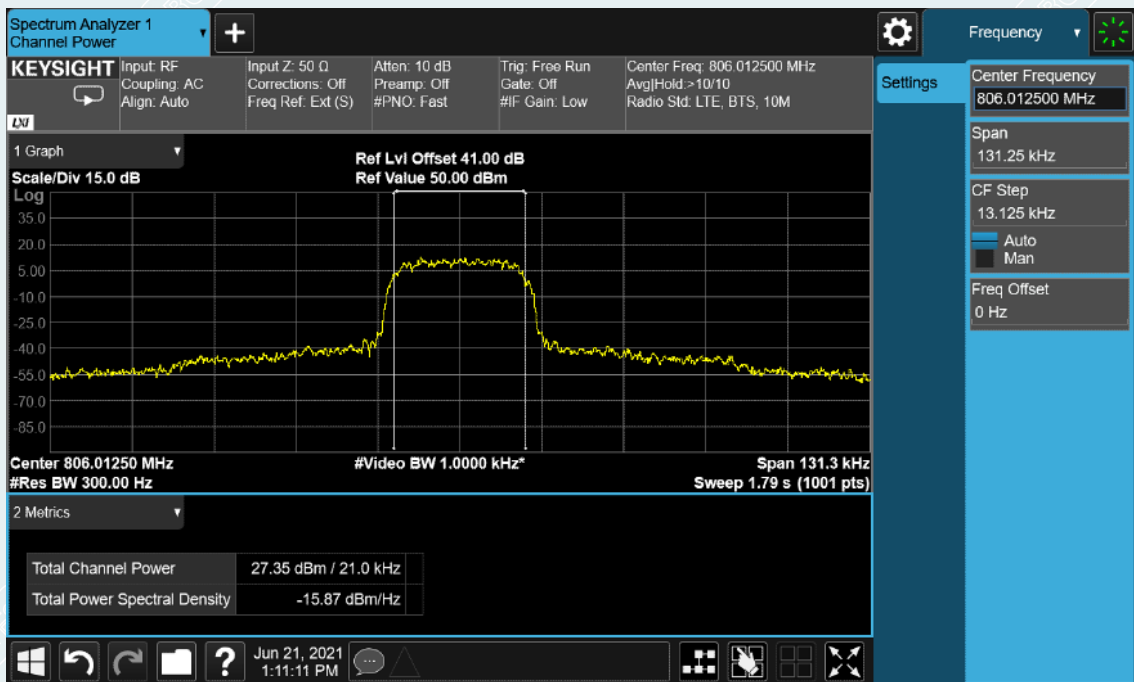 Spectrum Analyzer 1
Channel Power
Frequency
KEYSIGHT
LXI
Input: RF
Coupling: AC
Align: Auto
Input Z: 50 Ω
Corrections: Off
Freq Ref: Ext (S)
Atten: 10 dB
Preamp: Off
#PNO: Fast
Trig: Free Run
Gate: Off
#IF Gain: Low
Center Freq: 806.012500 MHz
Avg|Hold:>10/10
Radio Std: LTE, BTS, 10M
Settings
Center Frequency
806.012500 MHz
Span
131.25 kHz
CF Step
13.125 kHz
Auto
Man
Freq Offset
0 Hz
1 Graph
Scale/Div 15.0 dB
Ref Lvl Offset 41.00 dB
Ref Value 50.00 dBm
Log
35.0
20.0
5.00
-10.0
-25.0
-40.0
-55.0
-70.0
-85.0
Center 806.01250 MHz
#Video BW 1.0000 kHz*
Span 131.3 kHz
#Res BW 300.00 Hz
Sweep 1.79 s (1001 pts)
2 Metrics
Total Channel Power 27.35 dBm / 21.0 kHz
Total Power Spectral Density -15.87 dBm/Hz
?
Jun 21, 2021
1:11:11 PM